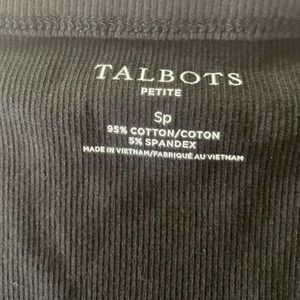 TALBOTS
PETITE
Sp
95% COTTON/COTON
5% SPANDEX
MADE IN VIETNAM/FABRIQUÉ AU VIETNAM